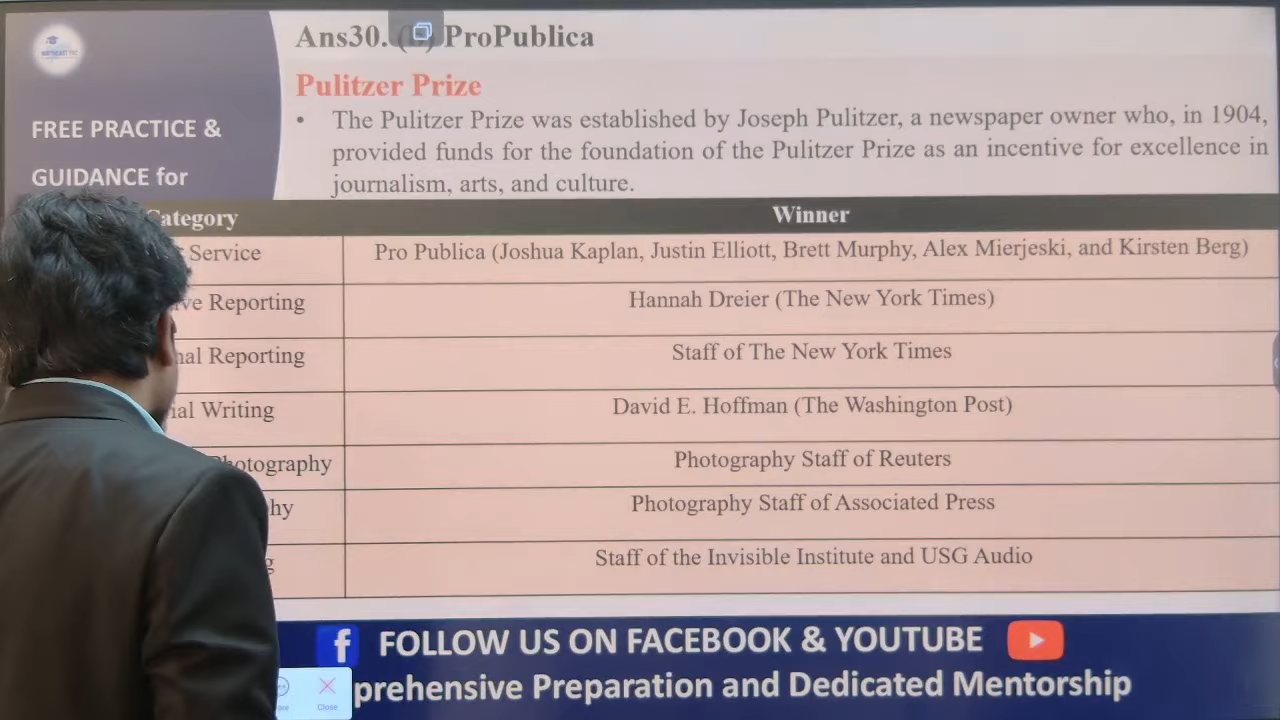 Ans30. (B) ProPublica
Pulitzer Prize
• The Pulitzer Prize was established by Joseph Pulitzer, a newspaper owner who, in 1904,
provided funds for the foundation of the Pulitzer Prize as an incentive for excellence in
journalism, arts, and culture.
FREE PRACTICE &
GUIDANCE for
Category Winner
Service Pro Publica (Joshua Kaplan, Justin Elliott, Brett Murphy, Alex Mierjeski, and Kirsten Berg)
ve Reporting Hannah Dreier (The New York Times)
nal Reporting Staff of The New York Times
ial Writing David E. Hoffman (The Washington Post)
Photography Photography Staff of Reuters
hy Photography Staff of Associated Press
g Staff of the Invisible Institute and USG Audio
f FOLLOW US ON FACEBOOK & YOUTUBE
prehensive Preparation and Dedicated Mentorship
Close